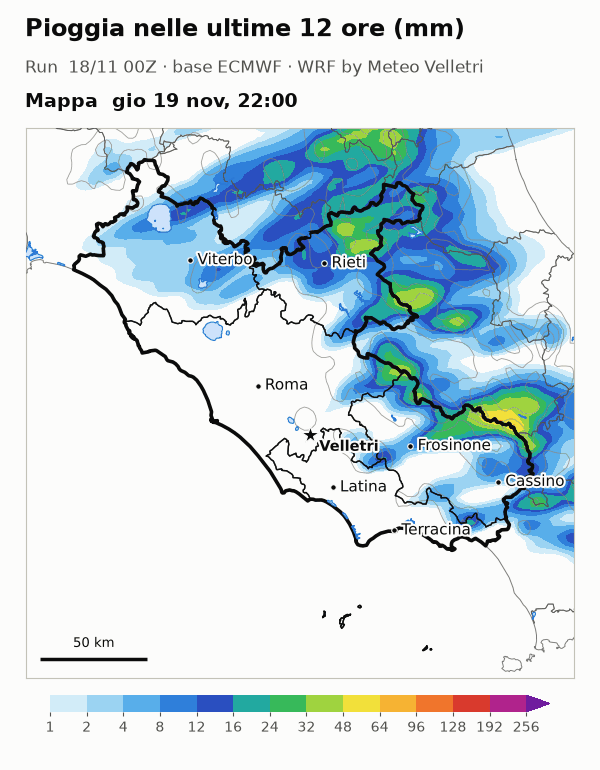 Pioggia nelle ultime 12 ore (mm)
Run  18/11 00Z · base ECMWF · WRF by Meteo Velletri
Mappa  gio 19 nov, 22:00
Viterbo
Rieti
Roma
Velletri
Frosinone
Cassino
Latina
Terracina
50 km
1 2 4 8 12 16 24 32 48 64 96 128 192 256